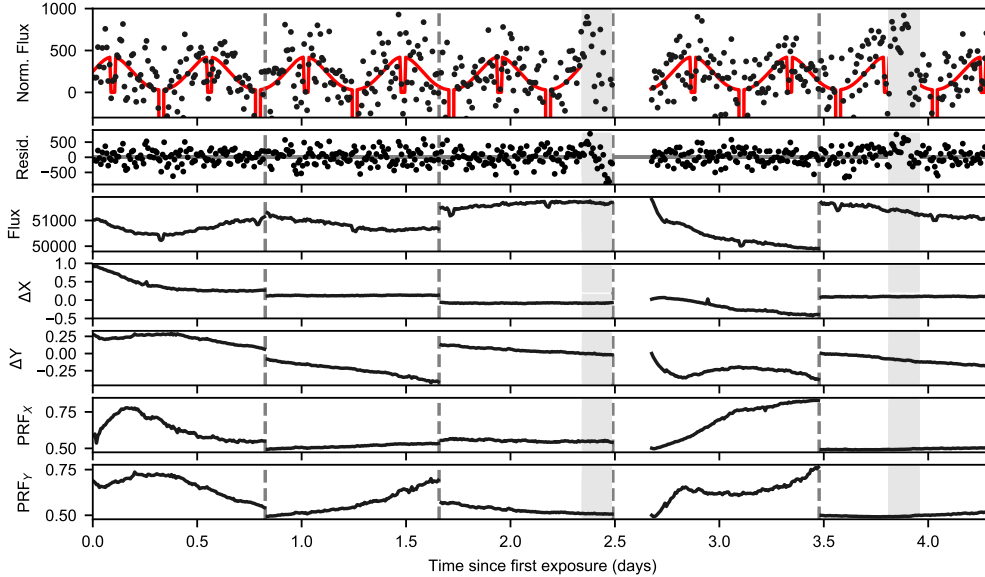 Norm. Flux
1000
500
0
Resid.
500
0
−500
Flux
51000
50000
ΔX
1.0
0.5
0.0
−0.5
ΔY
0.25
0.00
−0.25
PRFX
0.75
0.50
PRFY
0.75
0.50
0.0 0.5 1.0 1.5 2.0 2.5 3.0 3.5 4.0
Time since first exposure (days)